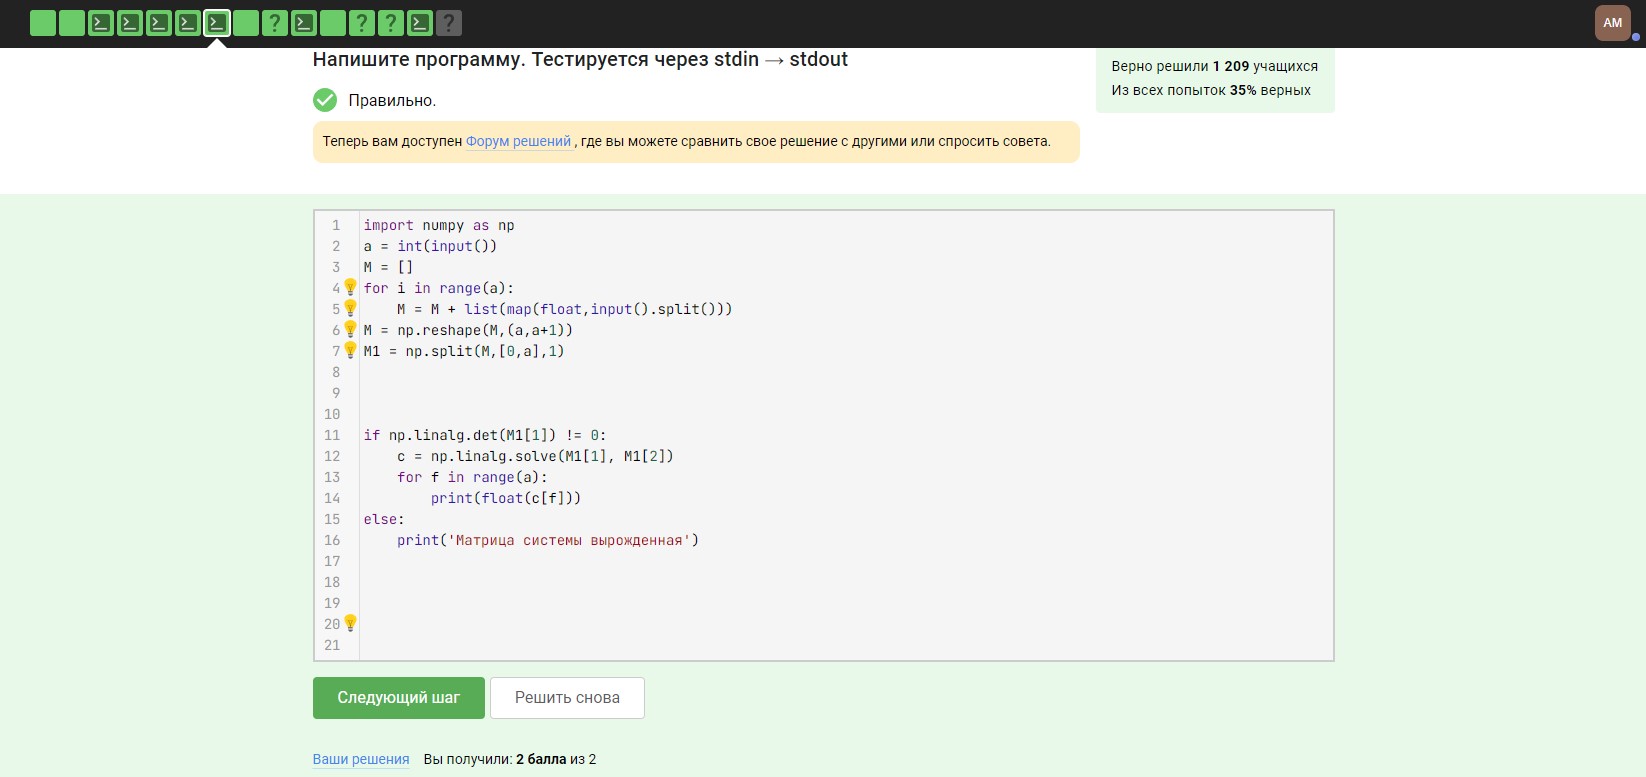 ? ? ? ?
AM
Напишите программу. Тестируется через stdin → stdout
Верно решили 1 209 учащихся
Из всех попыток 35% верных
Правильно.
Теперь вам доступен Форум решений , где вы можете сравнить свое решение с другими или спросить совета.
1 import numpy as np
2 a = int(input())
3 M = []
4 for i in range(a):
5     M = M + list(map(float,input().split()))
6 M = np.reshape(M,(a,a+1))
7 M1 = np.split(M,[0,a],1)
8
9
10
11 if np.linalg.det(M1[1]) != 0:
12     c = np.linalg.solve(M1[1], M1[2])
13     for f in range(a):
14         print(float(c[f]))
15 else:
16     print('Матрица системы вырожденная')
17
18
19
20
21
Следующий шаг Решить снова
Ваши решения Вы получили: 2 балла из 2